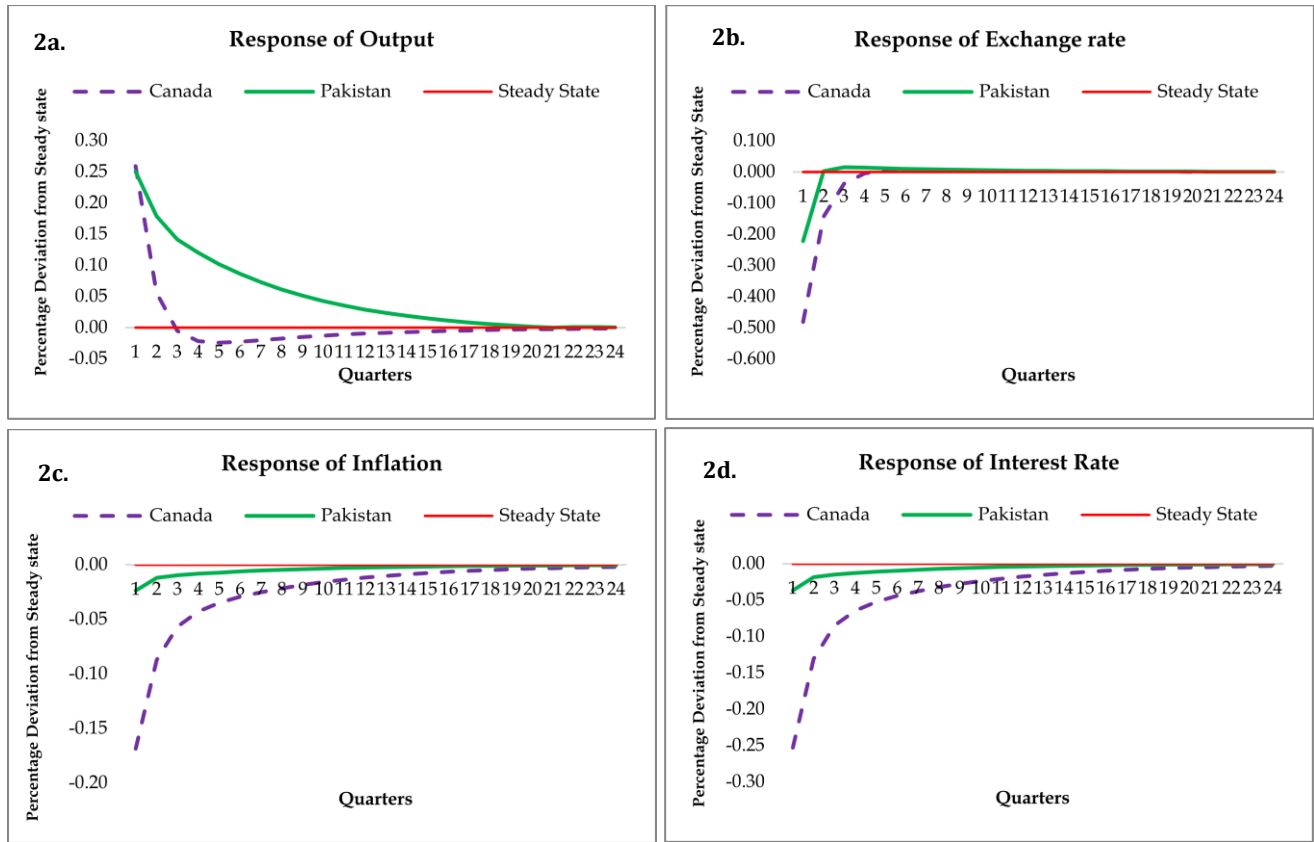 2a.
Response of Output
Canada Pakistan Steady State
Percentage Deviation from Steady state
0.30
0.25
0.20
0.15
0.10
0.05
0.00
-0.05
1 2 3 4 5 6 7 8 9 10 11 12 13 14 15 16 17 18 19 20 21 22 23 24
Quarters
2b.
Response of Exchange rate
Canada Pakistan Steady State
Percentage Deviation from Steady State
0.100
0.000
-0.100
-0.200
-0.300
-0.400
-0.500
-0.600
1 2 3 4 5 6 7 8 9 10 11 12 13 14 15 16 17 18 19 20 21 22 23 24
Quarters
2c.
Response of Inflation
Canada Pakistan Steady State
Percentage Deviation from Steady state
0.00
-0.05
-0.10
-0.15
-0.20
1 2 3 4 5 6 7 8 9 10 11 12 13 14 15 16 17 18 19 20 21 22 23 24
Quarters
2d.
Response of Interest Rate
Canada Pakistan Steady State
Percentage Deviation from Steady state
0.00
-0.05
-0.10
-0.15
-0.20
-0.25
-0.30
1 2 3 4 5 6 7 8 9 10 11 12 13 14 15 16 17 18 19 20 21 22 23 24
Quarters